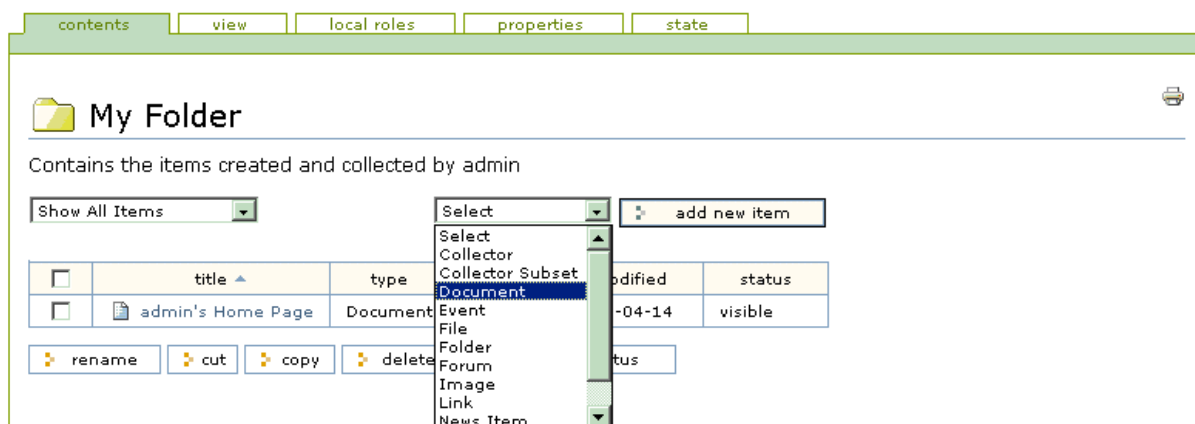 contents view local roles properties state
My Folder
Contains the items created and collected by admin
Show All Items Select add new item
Select
Collector
Collector Subset
title type odified status
Document
admin's Home Page Document Event -04-14 visible
File
Folder
rename cut copy delete tus
Forum
Image
Link
News Item